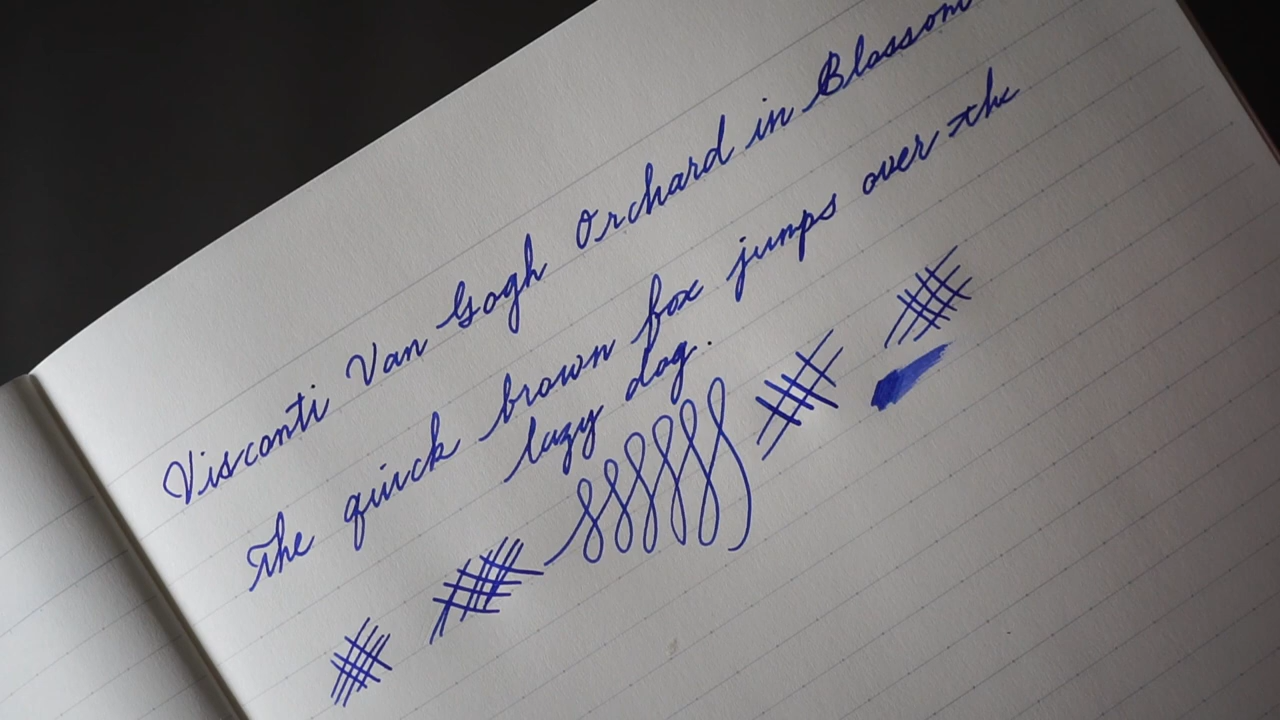 Visconti Van Gogh Orchard in Blossom
The quick brown fox jumps over the
lazy dog.